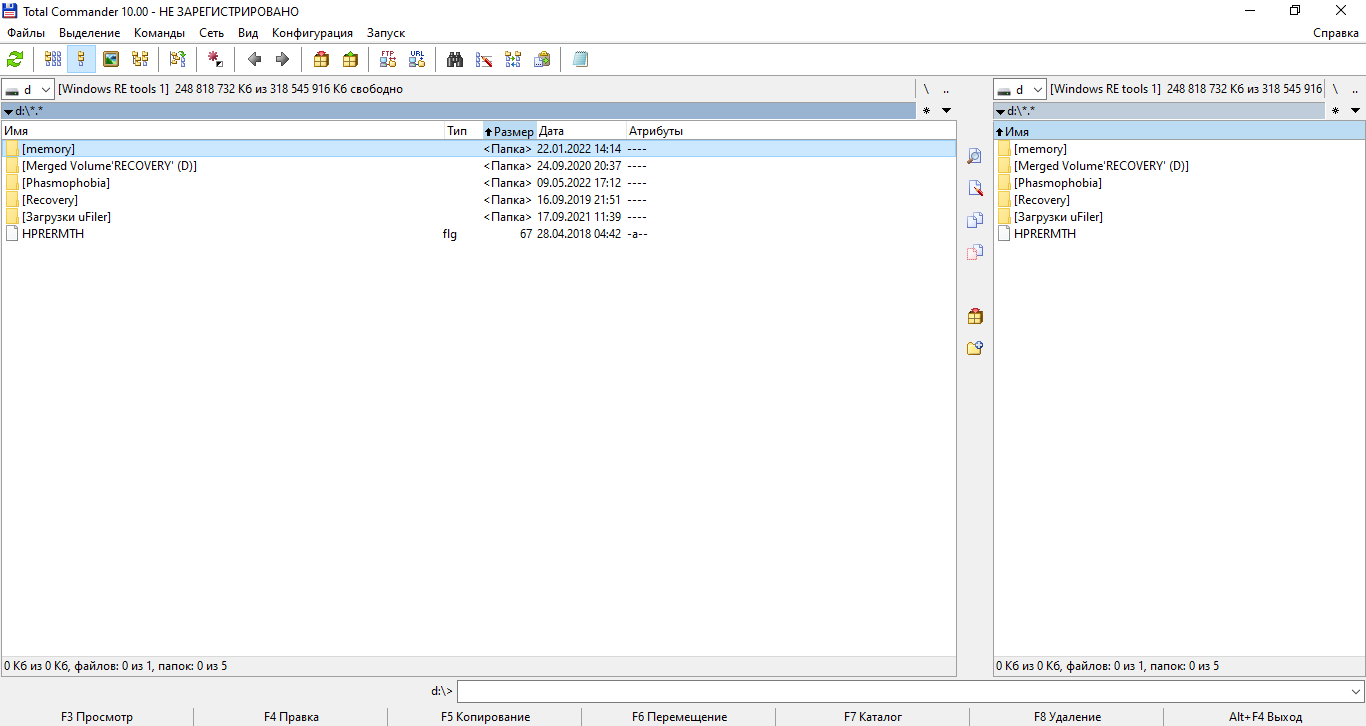 Total Commander 10.00 - НЕ ЗАРЕГИСТРИРОВАНО
Файлы Выделение Команды Сеть Вид Конфигурация Запуск Справка
FTP URL
d [Windows RE tools 1] 248 818 732 Кб из 318 545 916 Кб свободно \ .. d [Windows RE tools 1] 248 818 732 Кб из 318 545 916 \ ..
d:\*.* * d:\*.* *
Имя Тип Размер Дата Атрибуты Имя
[memory] <Папка> 22.01.2022 14:14 ---- [memory]
[Merged Volume'RECOVERY' (D)] <Папка> 24.09.2020 20:37 ---- [Merged Volume'RECOVERY' (D)]
[Phasmophobia] <Папка> 09.05.2022 17:12 ---- [Phasmophobia]
[Recovery] <Папка> 16.09.2019 21:51 ---- [Recovery]
[Загрузки uFiler] <Папка> 17.09.2021 11:39 ---- [Загрузки uFiler]
HPRERMTH flg 67 28.04.2018 04:42 -a-- HPRERMTH
0 Кб из 0 Кб, файлов: 0 из 1, папок: 0 из 5 0 Кб из 0 Кб, файлов: 0 из 1, папок: 0 из 5
d:\>
F3 Просмотр F4 Правка F5 Копирование F6 Перемещение F7 Каталог F8 Удаление Alt+F4 Выход